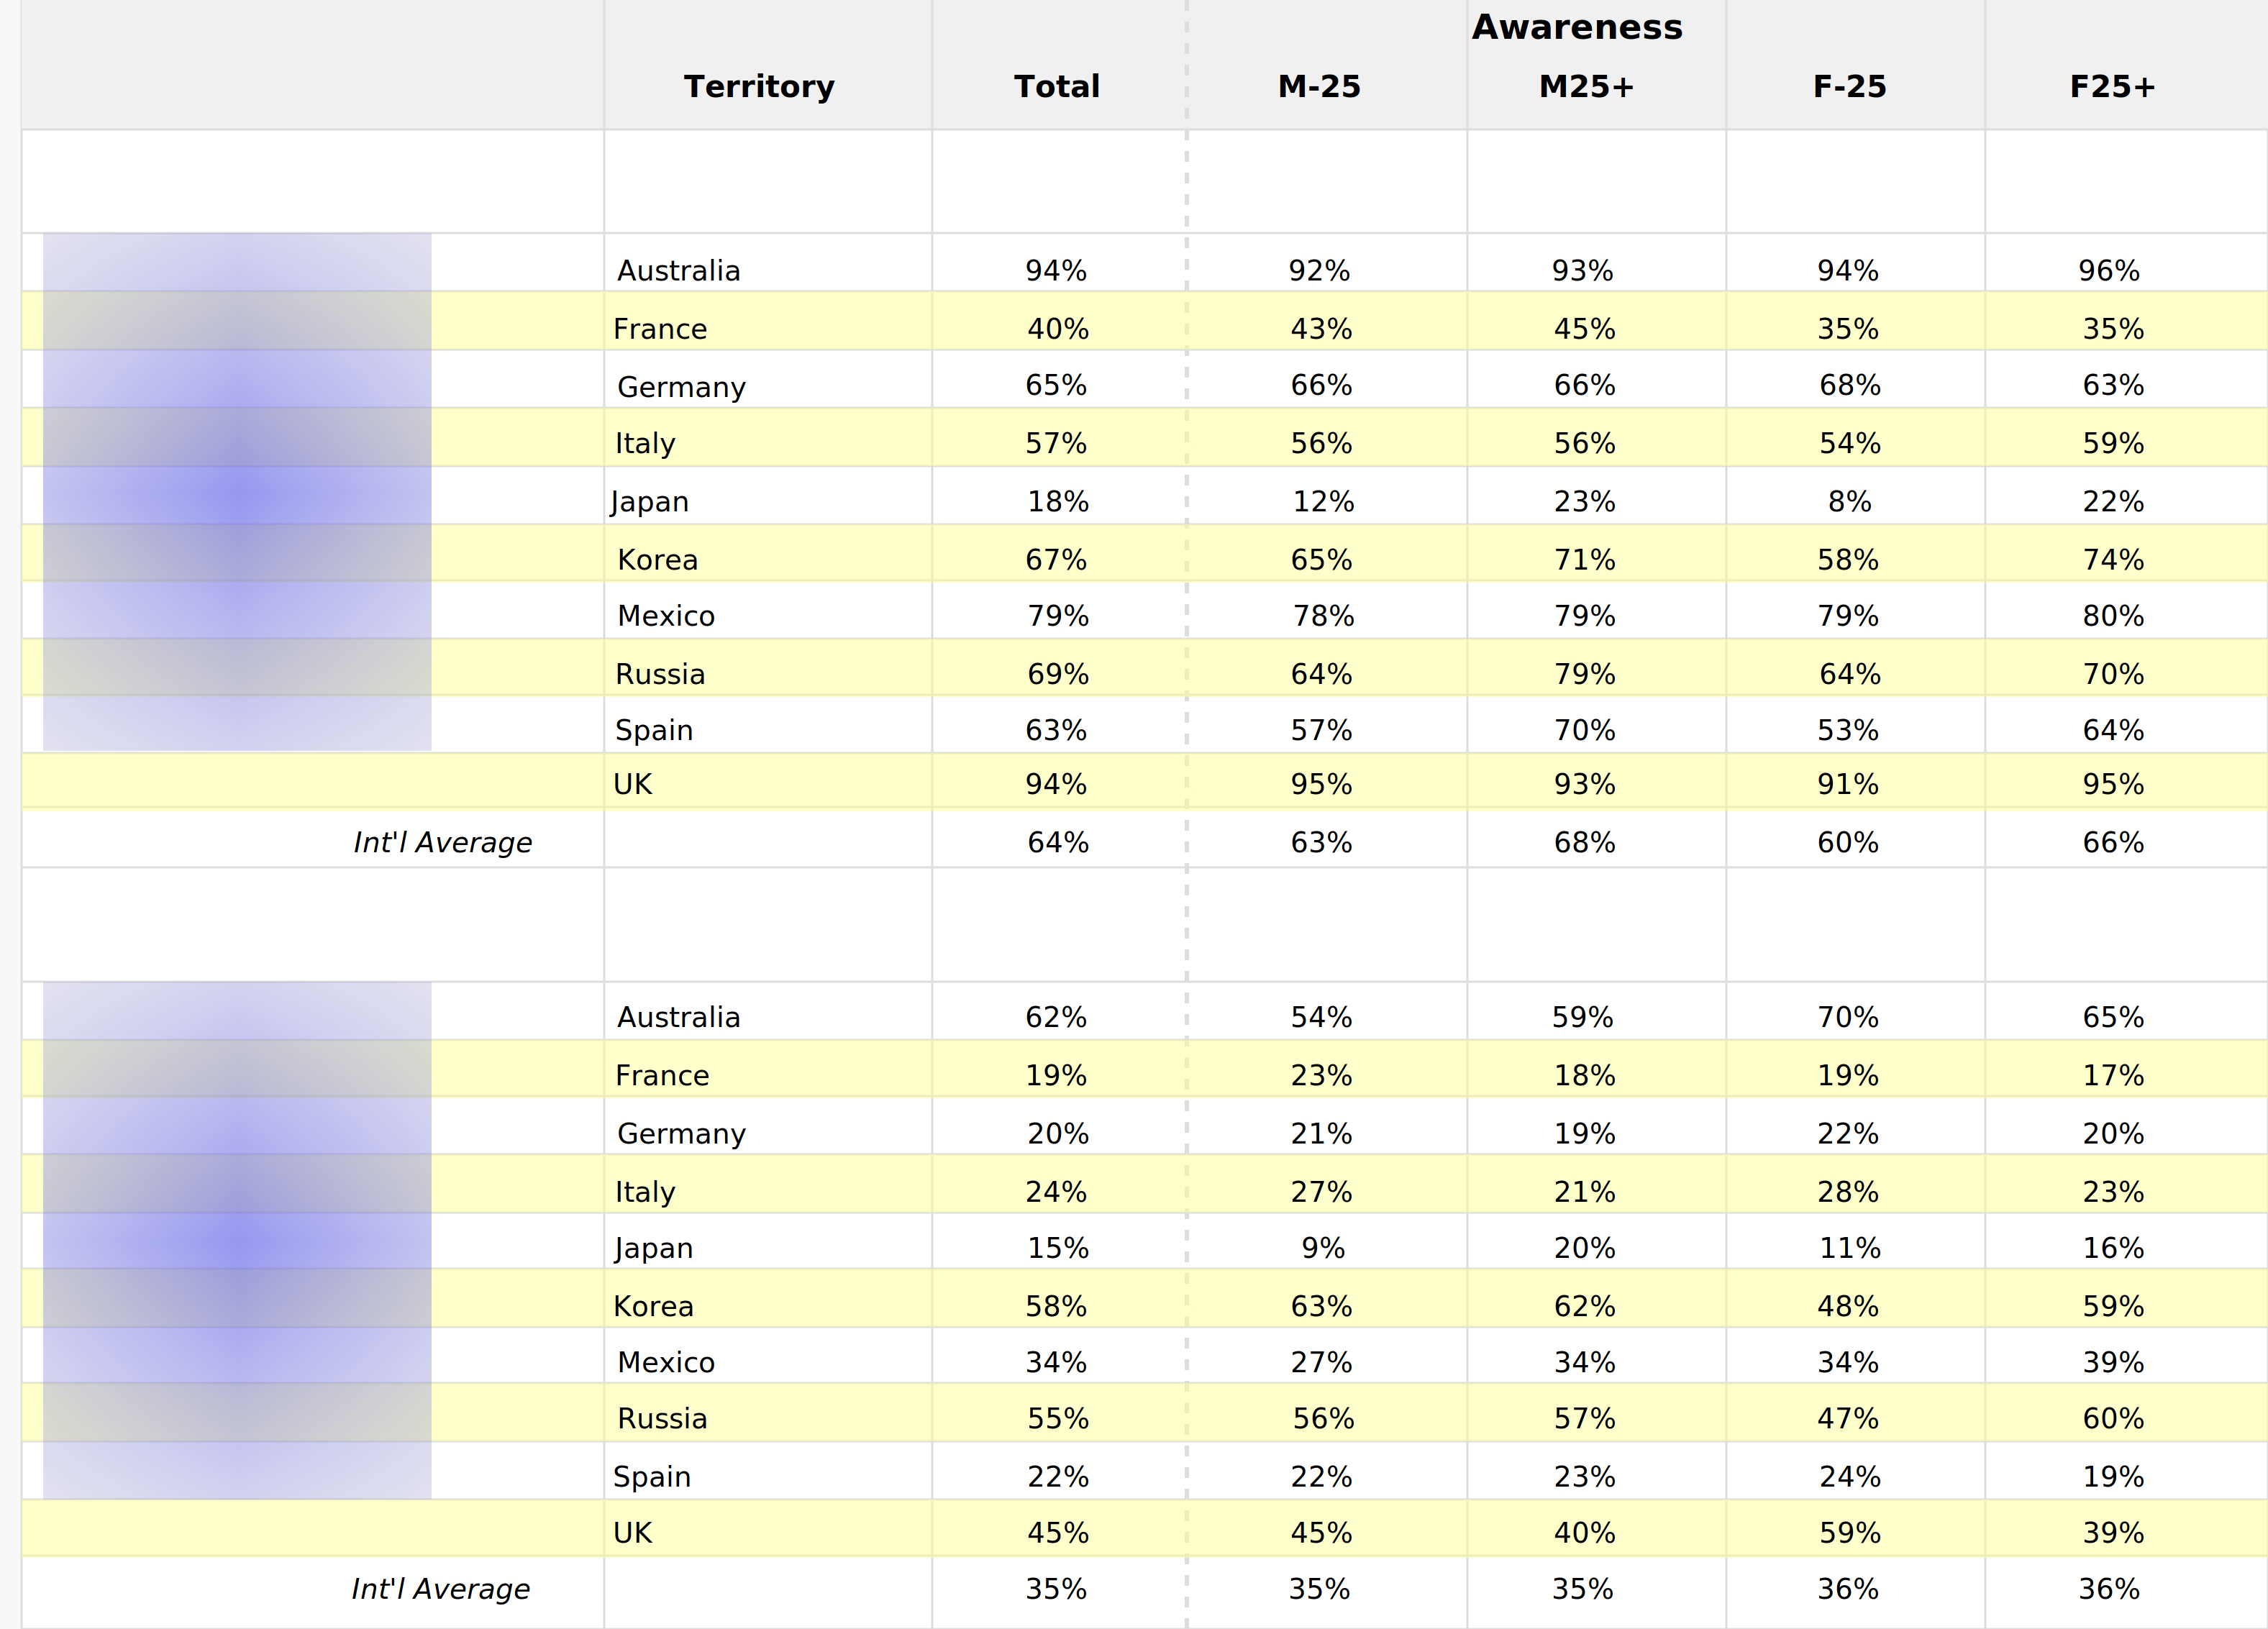 Awareness
Territory Total M-25 M25+ F-25 F25+
Australia 94% 92% 93% 94% 96%
France 40% 43% 45% 35% 35%
Germany 65% 66% 66% 68% 63%
Italy 57% 56% 56% 54% 59%
Japan 18% 12% 23% 8% 22%
Korea 67% 65% 71% 58% 74%
Mexico 79% 78% 79% 79% 80%
Russia 69% 64% 79% 64% 70%
Spain 63% 57% 70% 53% 64%
UK 94% 95% 93% 91% 95%
Int'l Average 64% 63% 68% 60% 66%
Australia 62% 54% 59% 70% 65%
France 19% 23% 18% 19% 17%
Germany 20% 21% 19% 22% 20%
Italy 24% 27% 21% 28% 23%
Japan 15% 9% 20% 11% 16%
Korea 58% 63% 62% 48% 59%
Mexico 34% 27% 34% 34% 39%
Russia 55% 56% 57% 47% 60%
Spain 22% 22% 23% 24% 19%
UK 45% 45% 40% 59% 39%
Int'l Average 35% 35% 35% 36% 36%